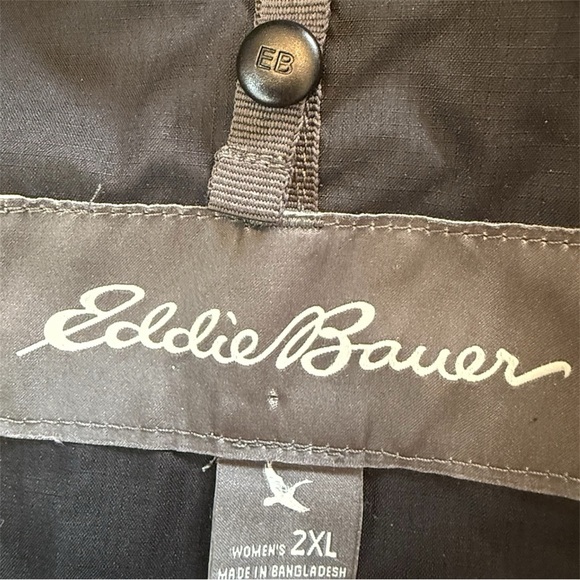 EB
Eddie Bauer
WOMEN'S 2XL
MADE IN BANGLADESH